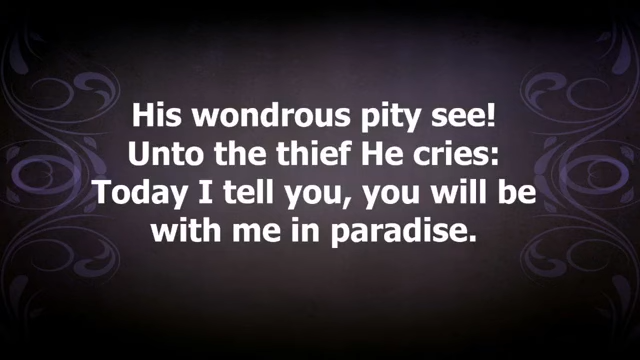 His wondrous pity see!
Unto the thief He cries:
Today I tell you, you will be
with me in paradise.